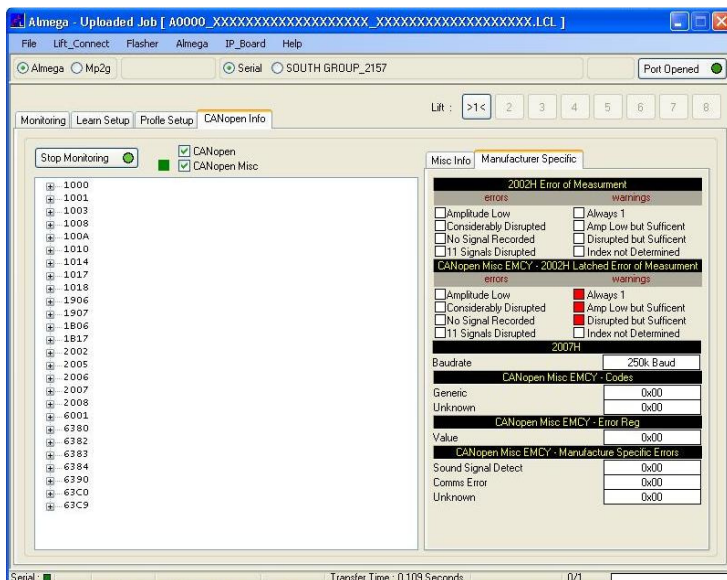 Almega - Uploaded Job [ A0000_XXXXXXXXXXXXXXXXXXX_XXXXXXXXXXXXXXXXXXX.LCL ]
File Lift_Connect Flasher Almega IP_Board Help
Almega Mp2g Serial SOUTH GROUP_2157 Port Opened
Lift : >1< 2 3 4 5 6 7 8
Monitoring Learn Setup Profle Setup CANopen Info
Stop Monitoring
CANopen
CANopen Misc
1000
1001
1003
1008
100A
1010
1014
1017
1018
1906
1907
1B06
1B17
2002
2005
2006
2007
2008
6001
6380
6382
6383
6384
6390
63C0
63C9
Misc Info Manufacturer Specific
2002H Error of Measurment
errors warnings
Amplitude Low Always 1
Considerably Disrupted Amp Low but Sufficent
No Signal Recorded Disrupted but Sufficent
11 Signals Disrupted Index not Determined
CANopen Misc EMCY - 2002H Latched Error of Measurment
errors warnings
Amplitude Low Always 1
Considerably Disrupted Amp Low but Sufficent
No Signal Recorded Disrupted but Sufficent
11 Signals Disrupted Index not Determined
2007H
Baudrate 250k Baud
CANopen Misc EMCY - Codes
Generic 0x00
Unknown 0x00
CANopen Misc EMCY - Error Reg
Value 0x00
CANopen Misc EMCY - Manufacture Specific Errors
Sound Signal Detect 0x00
Comms Error 0x00
Unknown 0x00
Serial : Transfer Time : 0.109 Seconds 0/1